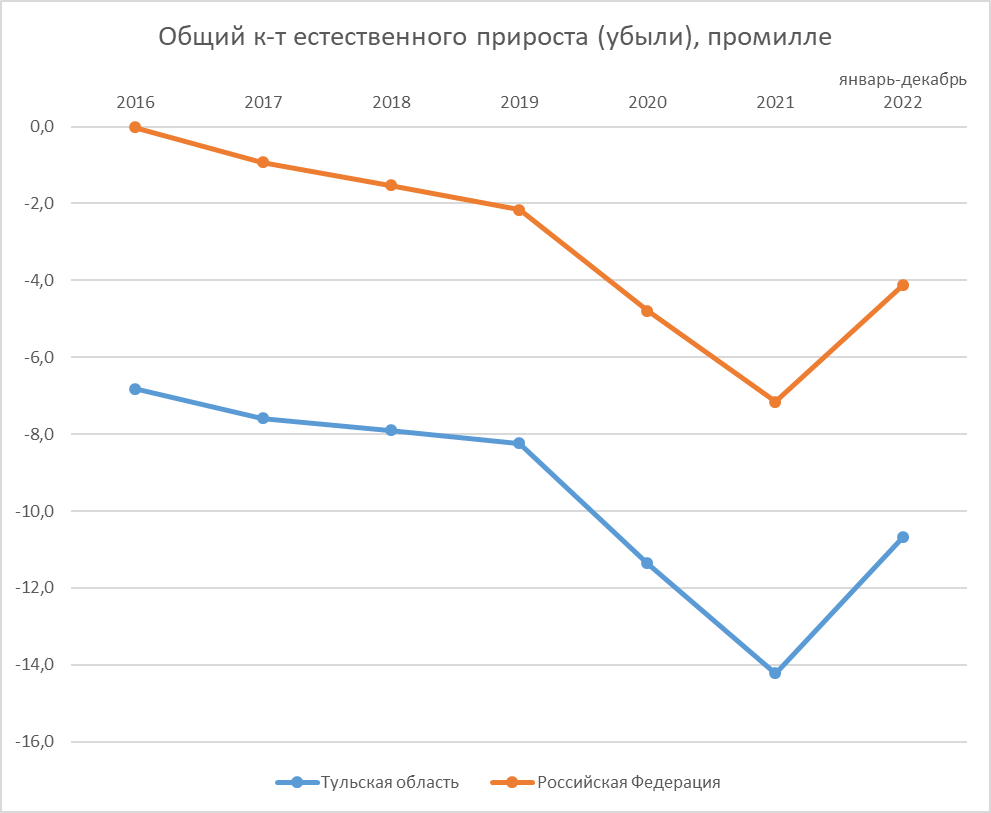 Общий к-т естественного прироста (убыли), промилле
январь-декабрь
2016 2017 2018 2019 2020 2021 2022
0,0
-2,0
-4,0
-6,0
-8,0
-10,0
-12,0
-14,0
-16,0
Тульская область Российская Федерация